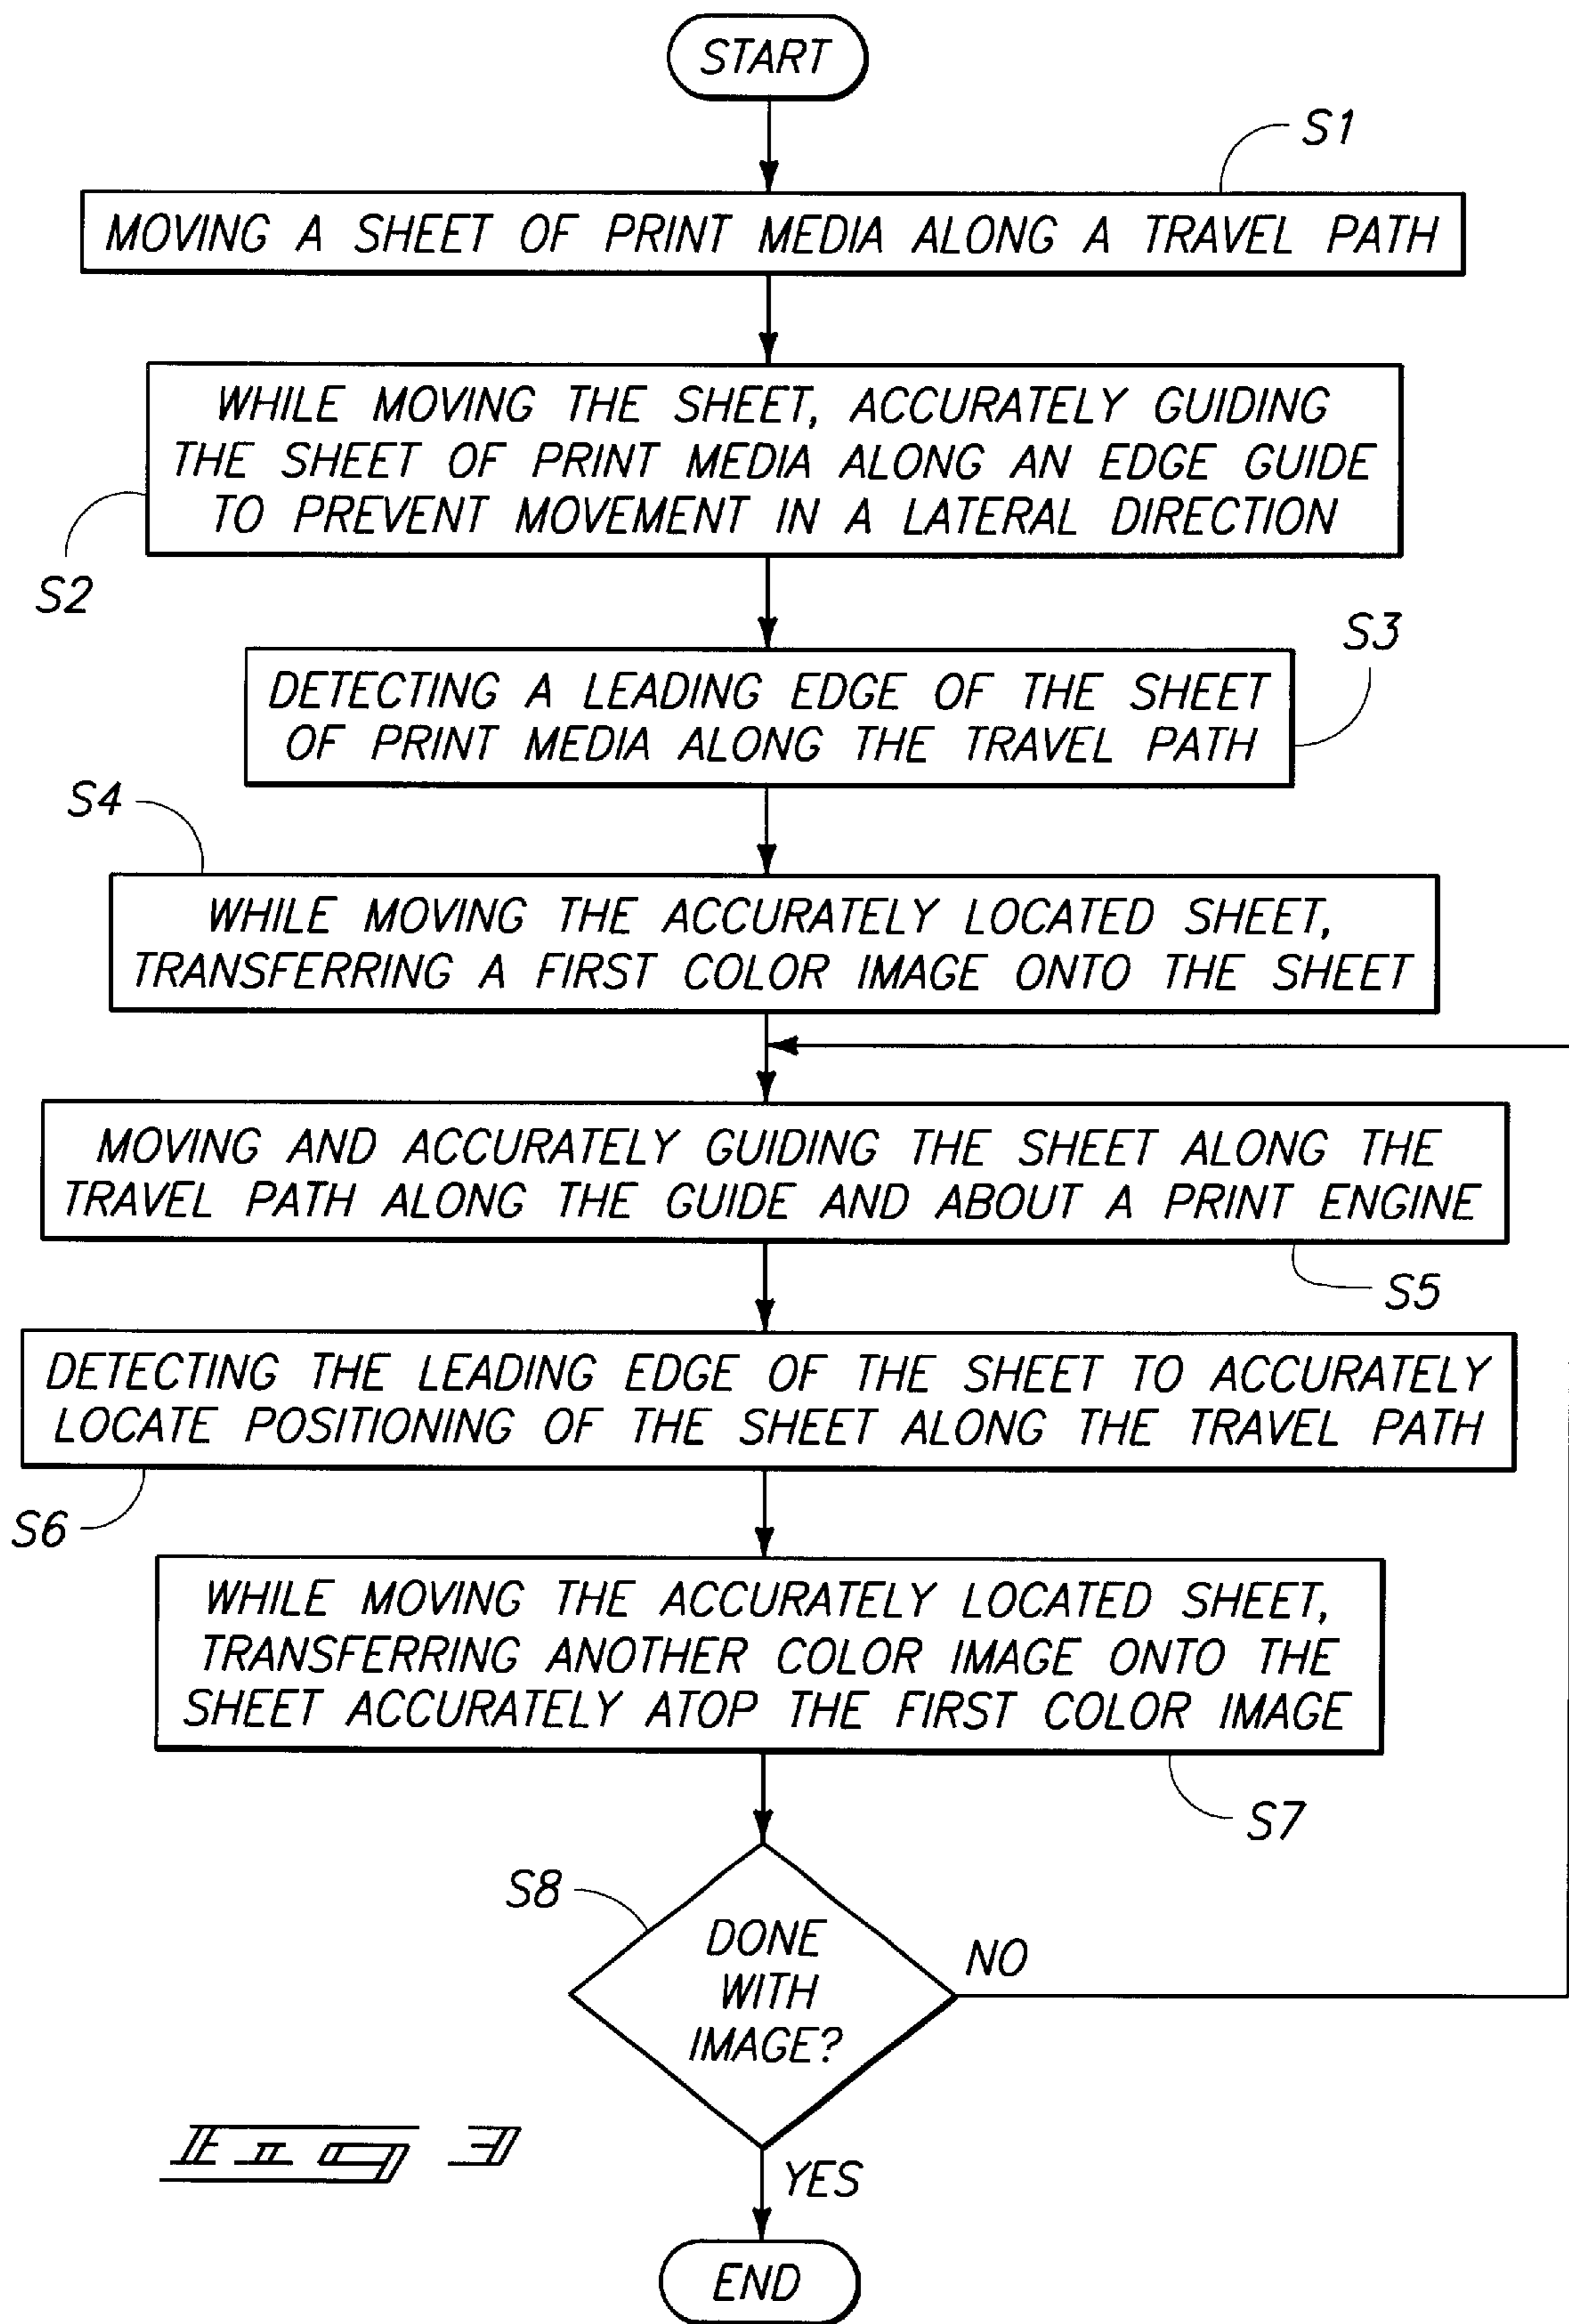 START
S1
MOVING A SHEET OF PRINT MEDIA ALONG A TRAVEL PATH
WHILE MOVING THE SHEET, ACCURATELY GUIDING
THE SHEET OF PRINT MEDIA ALONG AN EDGE GUIDE
TO PREVENT MOVEMENT IN A LATERAL DIRECTION
S2
S3
DETECTING A LEADING EDGE OF THE SHEET
OF PRINT MEDIA ALONG THE TRAVEL PATH
S4
WHILE MOVING THE ACCURATELY LOCATED SHEET,
TRANSFERRING A FIRST COLOR IMAGE ONTO THE SHEET
MOVING AND ACCURATELY GUIDING THE SHEET ALONG THE
TRAVEL PATH ALONG THE GUIDE AND ABOUT A PRINT ENGINE
S5
DETECTING THE LEADING EDGE OF THE SHEET TO ACCURATELY
LOCATE POSITIONING OF THE SHEET ALONG THE TRAVEL PATH
S6
WHILE MOVING THE ACCURATELY LOCATED SHEET,
TRANSFERRING ANOTHER COLOR IMAGE ONTO THE
SHEET ACCURATELY ATOP THE FIRST COLOR IMAGE
S7
S8
DONE
WITH
IMAGE?
NO
YES
END
Fig 3